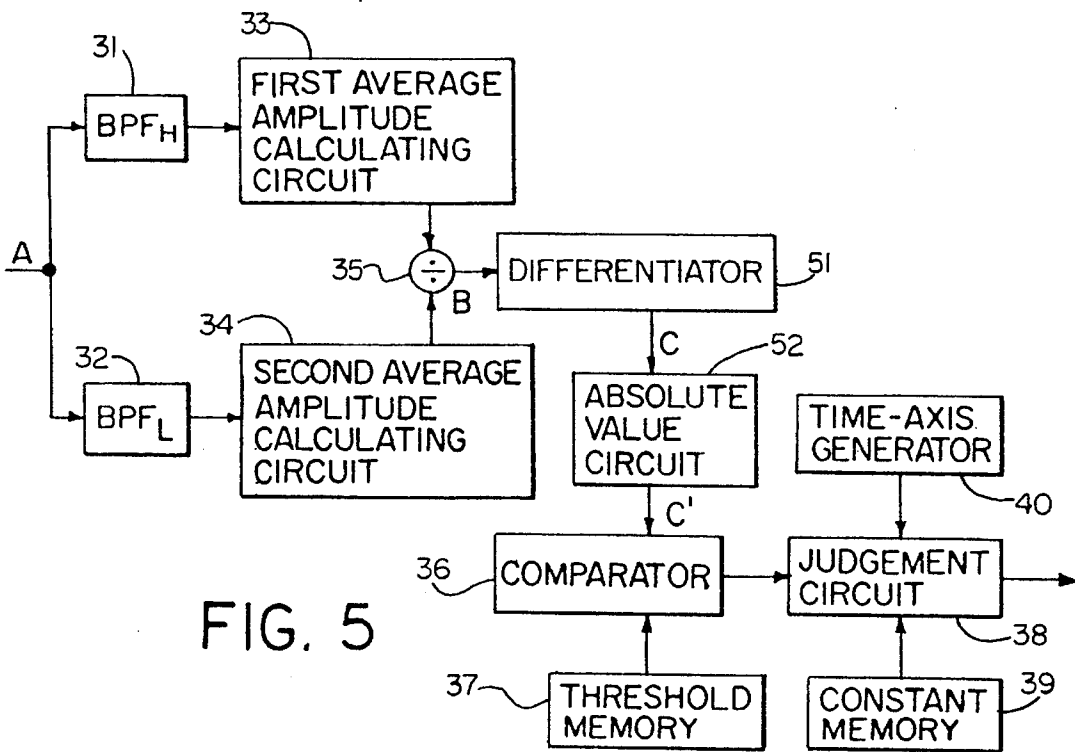 31
33
BPFH
FIRST AVERAGE
AMPLITUDE
CALCULATING
CIRCUIT
A
35
÷
B
DIFFERENTIATOR
51
32
34
BPFL
SECOND AVERAGE
AMPLITUDE
CALCULATING
CIRCUIT
C
52
ABSOLUTE
VALUE
CIRCUIT
TIME-AXIS
GENERATOR
40
C'
36
COMPARATOR
JUDGEMENT
CIRCUIT
38
FIG. 5
37
THRESHOLD
MEMORY
CONSTANT
MEMORY
39